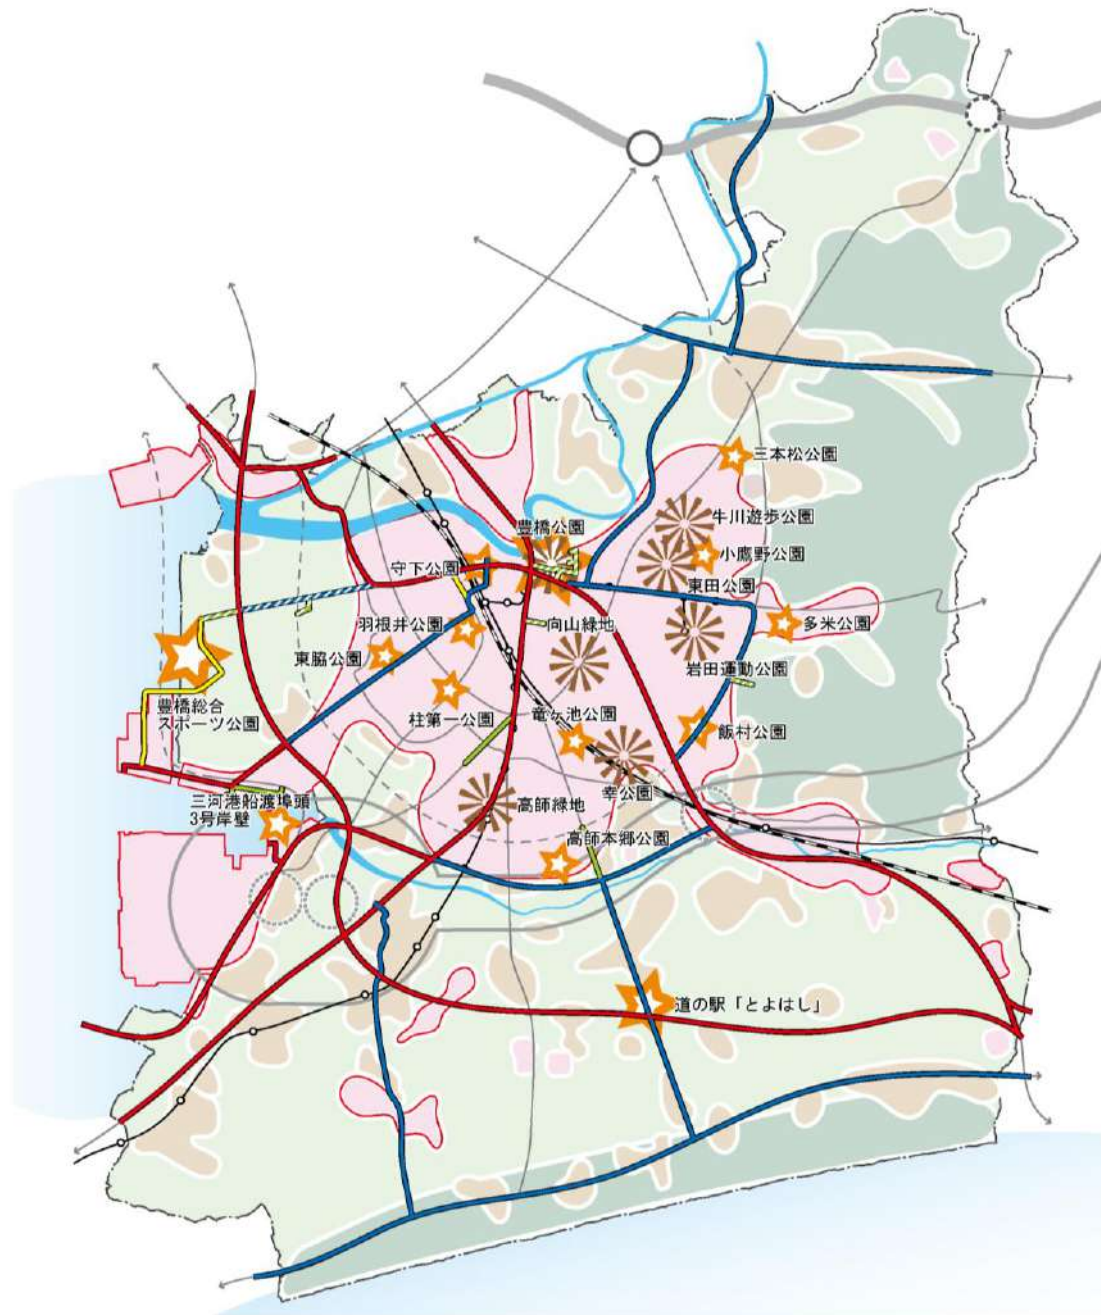 三本松公園
牛川遊歩公園
豊橋公園
小鷹野公園
守下公園
東田公園
羽根井公園
向山緑地
多米公園
東脇公園
岩田運動公園
豊橋総合
スポーツ公園
柱第一公園
竜ヶ池公園
飯村公園
幸公園
三河港船渡埠頭
3号岸壁
高師緑地
高師本郷公園
道の駅「とよはし」